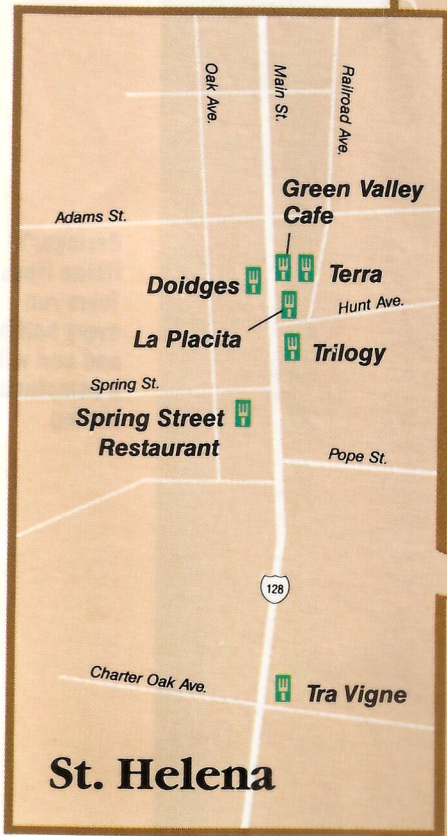 Oak Ave.
Main St.
Railroad Ave.
Green Valley
Cafe
Adams St.
Doidges
Terra
Hunt Ave.
La Placita
Trilogy
Spring St.
Spring Street
Restaurant
Pope St.
128
Charter Oak Ave.
Tra Vigne
St. Helena